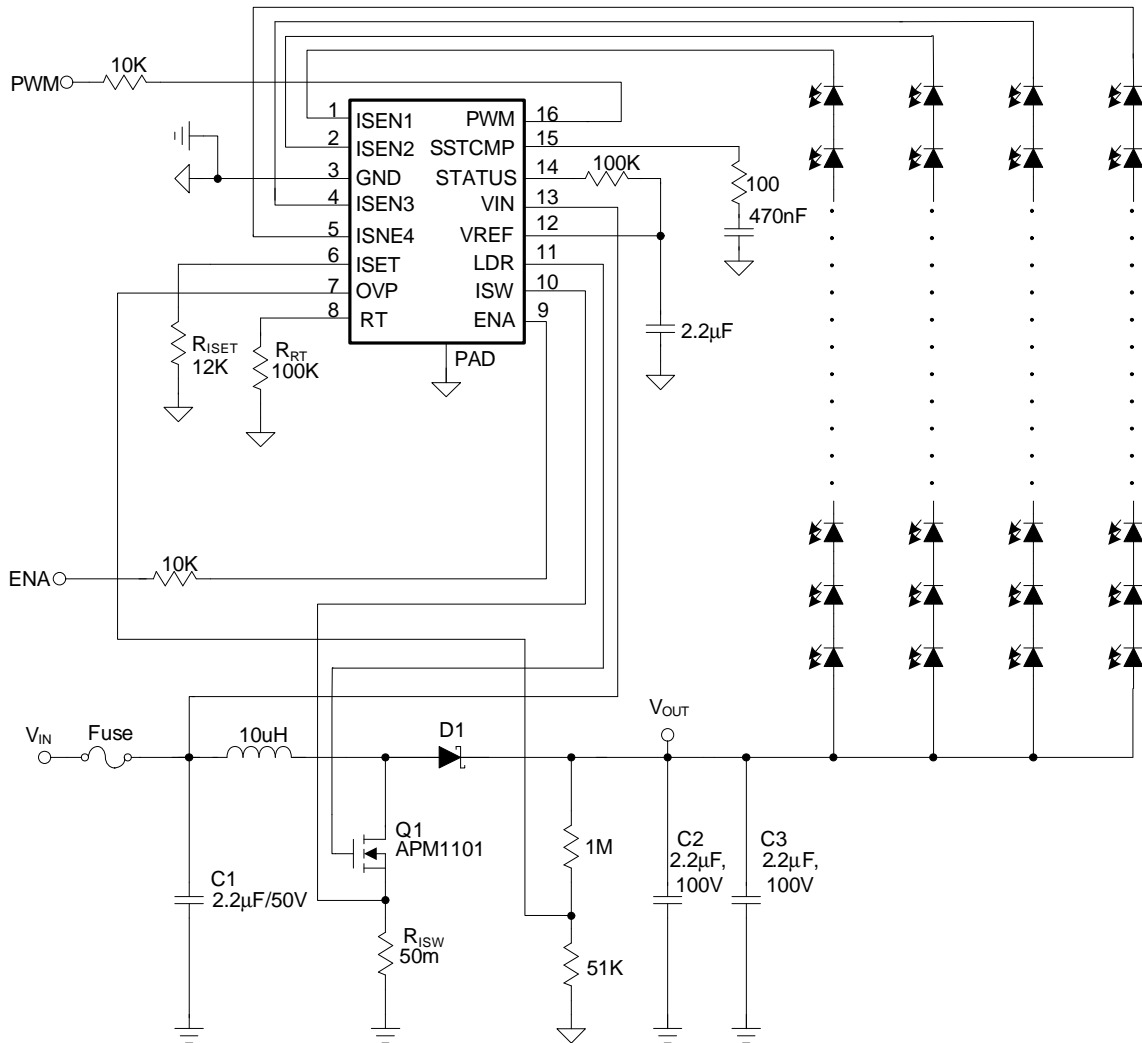 PWM
10K
1
ISEN1
PWM
16
2
ISEN2
SSTCMP
15
3
GND
STATUS
14
100K
4
ISEN3
VIN
13
5
ISNE4
VREF
12
6
ISET
LDR
11
7
OVP
ISW
10
8
RT
ENA
9
PAD
100
470nF
2.2μF
RISET
12K
RRT
100K
ENA
10K
VIN
Fuse
10uH
D1
VOUT
Q1
APM1101
C1
2.2μF/50V
RISW
50m
1M
51K
C2
2.2μF,
100V
C3
2.2μF,
100V